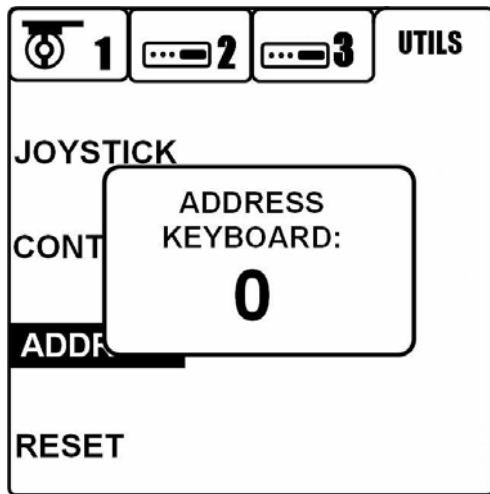 1 2 3 UTILS
JOYSTICK
ADDRESS
KEYBOARD:
0
CONT
ADDR
RESET